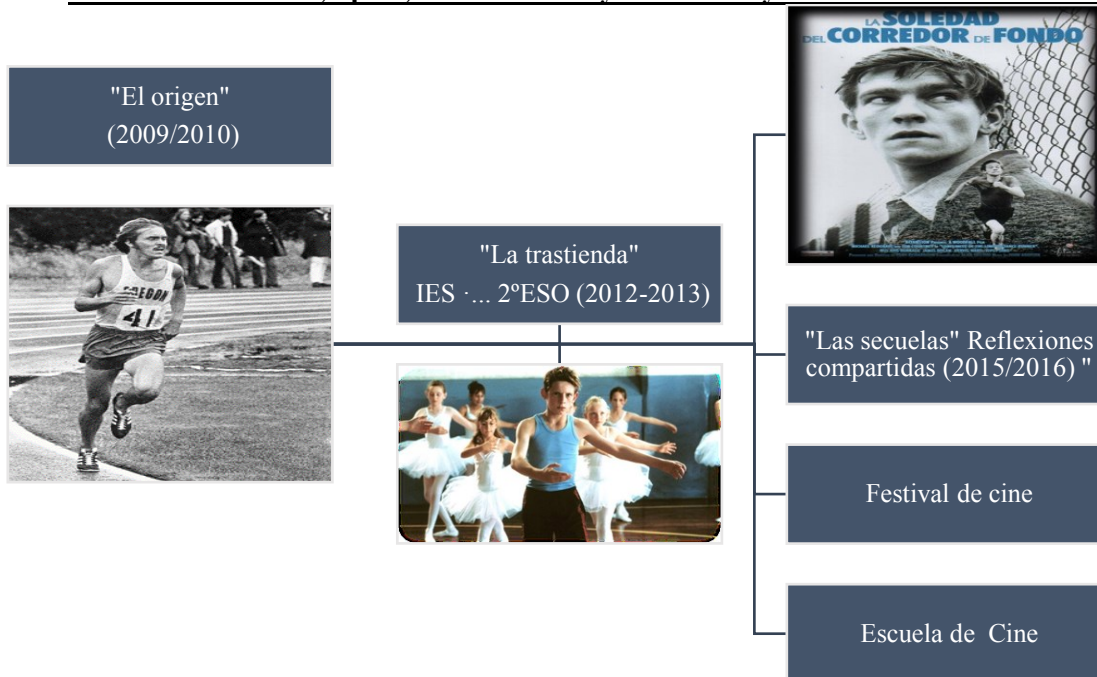 "El origen"
(2009/2010)
OREGON
41
"La trastienda"
IES ·... 2ºESO (2012-2013)
LA SOLEDAD
DEL CORREDOR DE FONDO
"Las secuelas" Reflexiones
compartidas (2015/2016) "
Festival de cine
Escuela de Cine